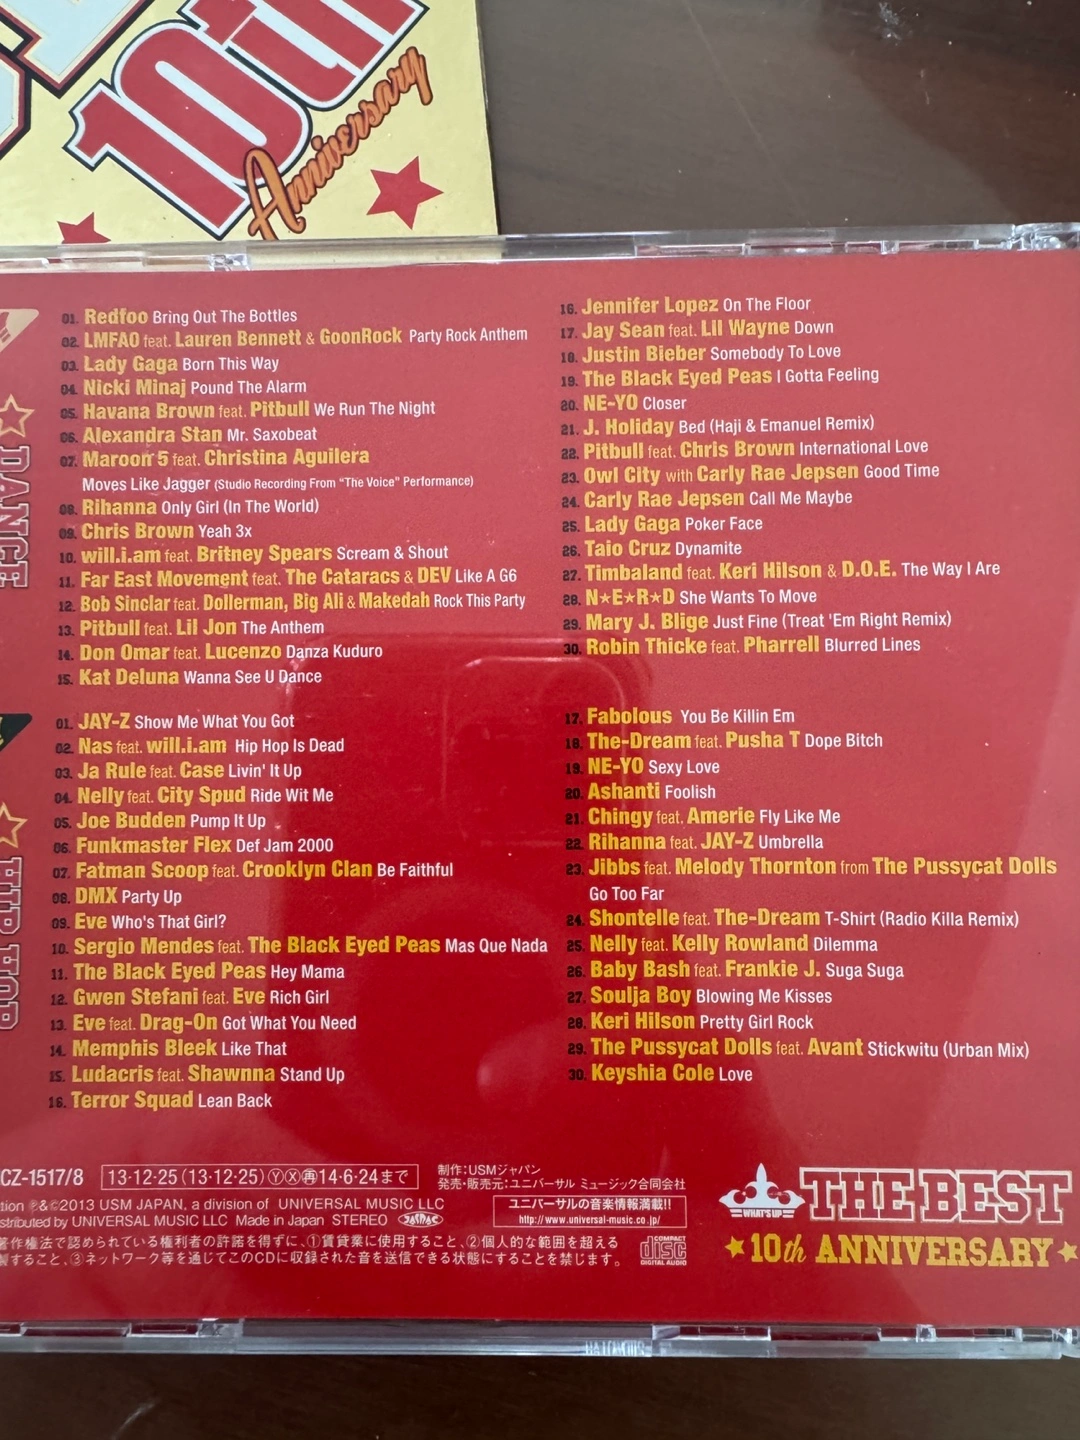 10th
Anniversary
DANCE
01. Redfoo Bring Out The Bottles
02. LMFAO feat. Lauren Bennett & GoonRock Party Rock Anthem
03. Lady Gaga Born This Way
04. Nicki Minaj Pound The Alarm
05. Havana Brown feat. Pitbull We Run The Night
06. Alexandra Stan Mr. Saxobeat
07. Maroon 5 feat. Christina Aguilera
Moves Like Jagger (Studio Recording From "The Voice" Performance)
08. Rihanna Only Girl (In The World)
09. Chris Brown Yeah 3x
10. will.i.am feat. Britney Spears Scream & Shout
11. Far East Movement feat. The Cataracs & DEV Like A G6
12. Bob Sinclar feat. Dollerman, Big Ali & Makedah Rock This Party
13. Pitbull feat. Lil Jon The Anthem
14. Don Omar feat. Lucenzo Danza Kuduro
15. Kat Deluna Wanna See U Dance
16. Jennifer Lopez On The Floor
17. Jay Sean feat. Lil Wayne Down
18. Justin Bieber Somebody To Love
19. The Black Eyed Peas I Gotta Feeling
20. NE-YO Closer
21. J. Holiday Bed (Haji & Emanuel Remix)
22. Pitbull feat. Chris Brown International Love
23. Owl City with Carly Rae Jepsen Good Time
24. Carly Rae Jepsen Call Me Maybe
25. Lady Gaga Poker Face
26. Taio Cruz Dynamite
27. Timbaland feat. Keri Hilson & D.O.E. The Way I Are
28. N★E★R★D She Wants To Move
29. Mary J. Blige Just Fine (Treat 'Em Right Remix)
30. Robin Thicke feat. Pharrell Blurred Lines
HIP HOP
01. JAY-Z Show Me What You Got
02. Nas feat. will.i.am Hip Hop Is Dead
03. Ja Rule feat. Case Livin' It Up
04. Nelly feat. City Spud Ride Wit Me
05. Joe Budden Pump It Up
06. Funkmaster Flex Def Jam 2000
07. Fatman Scoop feat. Crooklyn Clan Be Faithful
08. DMX Party Up
09. Eve Who's That Girl?
10. Sergio Mendes feat. The Black Eyed Peas Mas Que Nada
11. The Black Eyed Peas Hey Mama
12. Gwen Stefani feat. Eve Rich Girl
13. Eve feat. Drag-On Got What You Need
14. Memphis Bleek Like That
15. Ludacris feat. Shawnna Stand Up
16. Terror Squad Lean Back
17. Fabolous You Be Killin Em
18. The-Dream feat. Pusha T Dope Bitch
19. NE-YO Sexy Love
20. Ashanti Foolish
21. Chingy feat. Amerie Fly Like Me
22. Rihanna feat. JAY-Z Umbrella
23. Jibbs feat. Melody Thornton from The Pussycat Dolls
Go Too Far
24. Shontelle feat. The-Dream T-Shirt (Radio Killa Remix)
25. Nelly feat. Kelly Rowland Dilemma
26. Baby Bash feat. Frankie J. Suga Suga
27. Soulja Boy Blowing Me Kisses
28. Keri Hilson Pretty Girl Rock
29. The Pussycat Dolls feat. Avant Stickwitu (Urban Mix)
30. Keyshia Cole Love
CZ-1517/8
13·12·25(13·12·25)ⓎⓍ㊞14·6·24まで
制作:USMジャパン
発売・販売元:ユニバーサル ミュージック合同会社
ation ℗&©2013 USM JAPAN, a division of UNIVERSAL MUSIC LLC
stributed by UNIVERSAL MUSIC LLC Made in Japan STEREO JASRAC
ユニバーサルの音楽情報満載!!
http://www.universal-music.co.jp/
著作権法で認められている権利者の許諾を得ずに、①賃貸業に使用すること、②個人的な範囲を超える
製すること、③ネットワーク等を通じてこのCDに収録された音を送信できる状態にすることを禁じます。
COMPACT
disc
DIGITAL AUDIO
WHAT'S UP
THE BEST
★10th ANNIVERSARY★